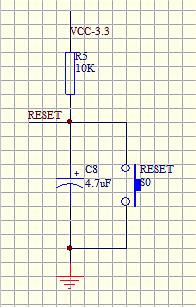 VCC-3.3
R5
10K
RESET
+
C8
4.7uF
RESET
S0